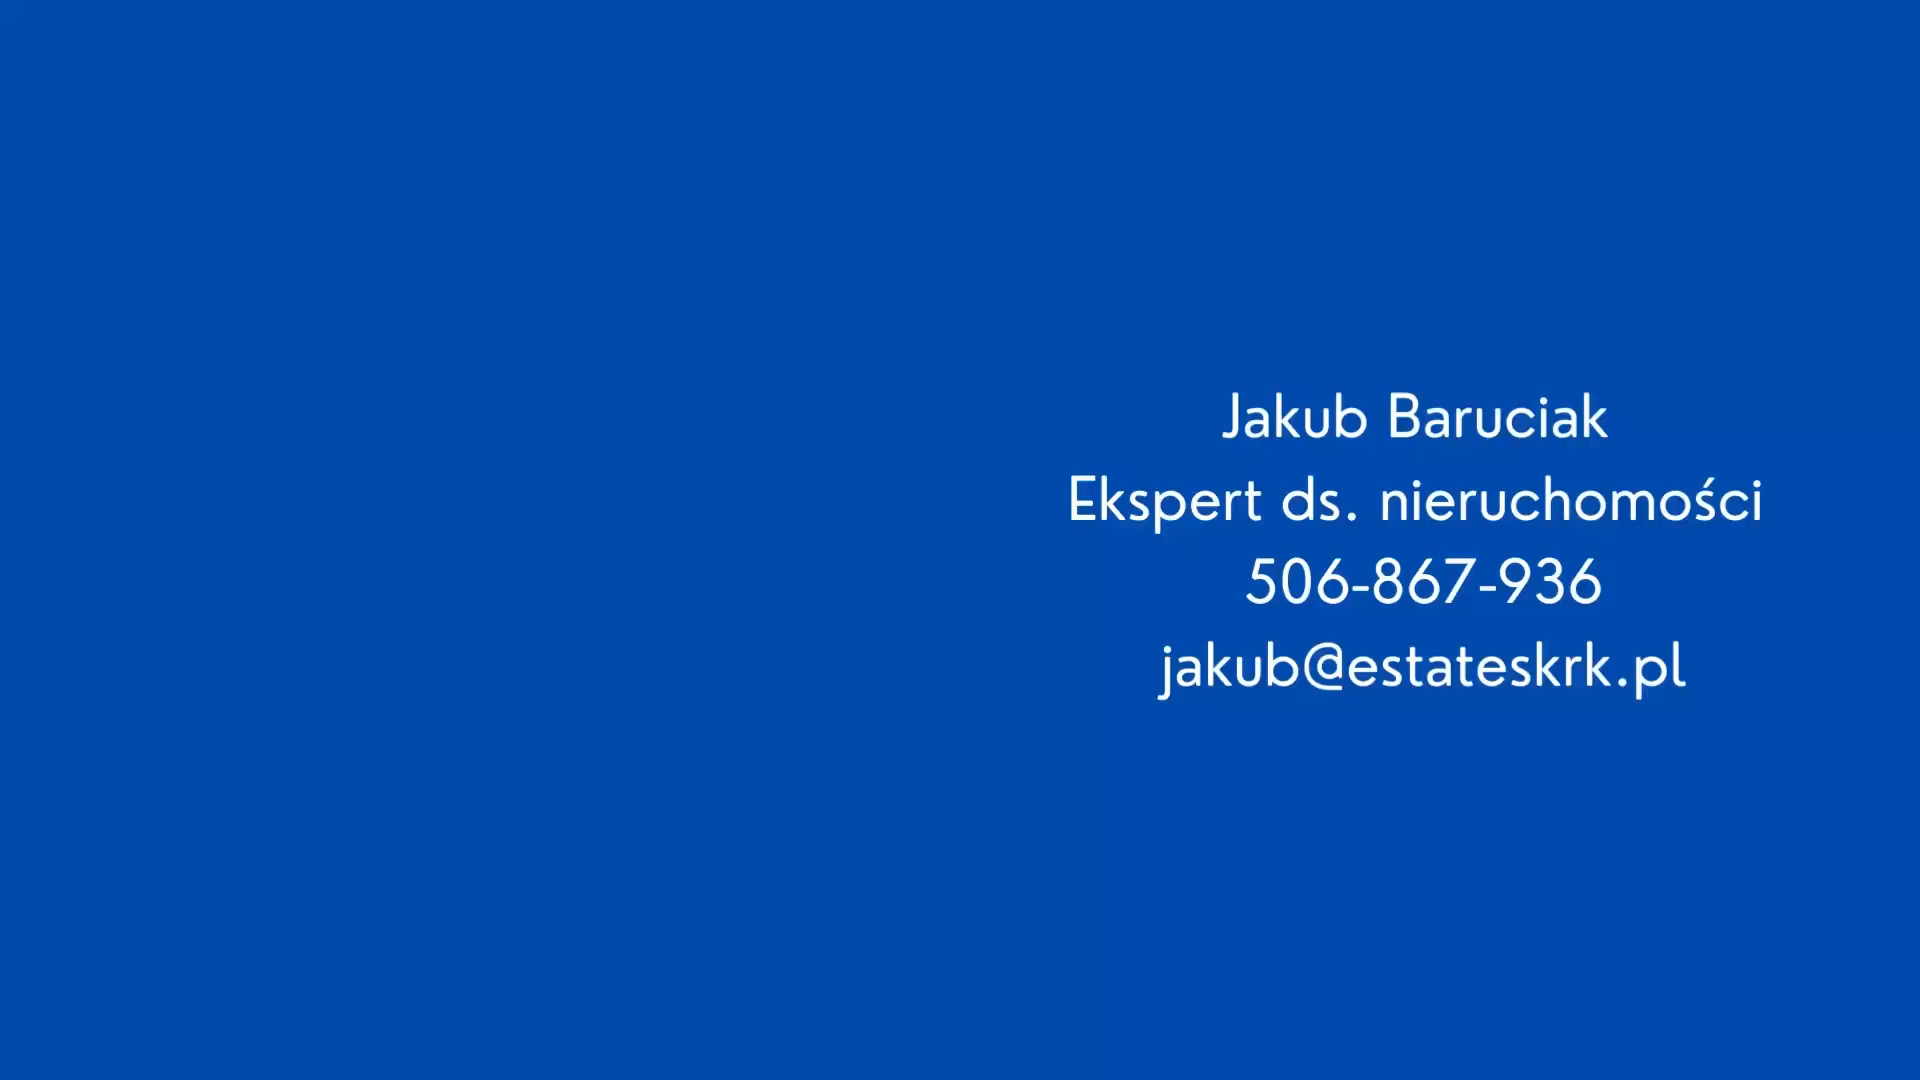 Jakub Baruciak
Ekspert ds. nieruchomości
506-867-936
jakub@estateskrk.pl